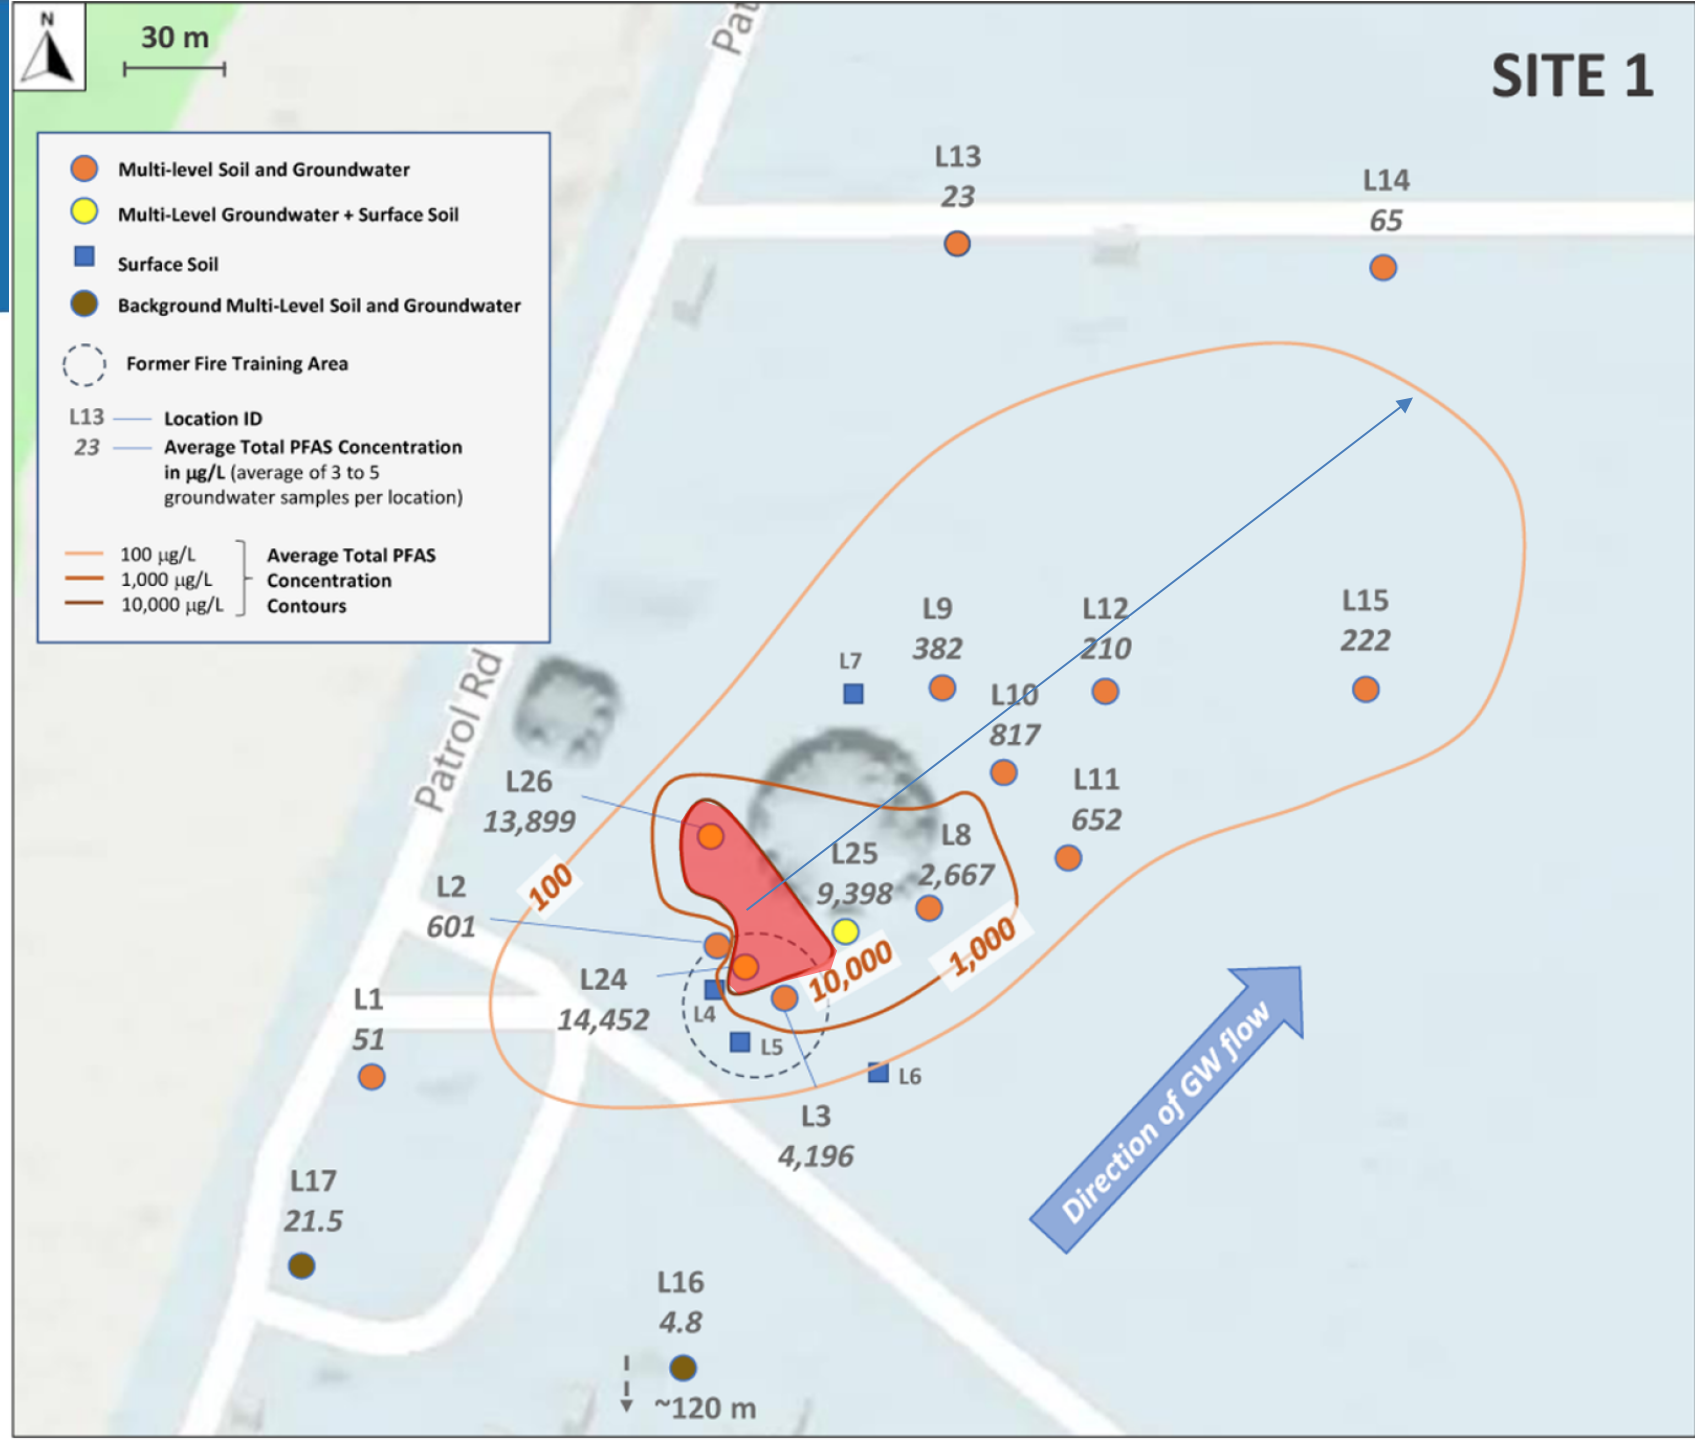 N
30 m
SITE 1
Pat
Multi-level Soil and Groundwater
Multi-Level Groundwater + Surface Soil
Surface Soil
Background Multi-Level Soil and Groundwater
Former Fire Training Area
L13
Location ID
23
Average Total PFAS Concentration
in µg/L (average of 3 to 5
groundwater samples per location)
100 µg/L
1,000 µg/L
10,000 µg/L
Average Total PFAS
Concentration
Contours
L13
23
L14
65
L9
382
L12
210
L15
222
L7
L10
817
Patrol Rd
L26
13,899
L11
652
L25
9,398
L8
2,667
100
L2
601
L24
14,452
10,000
1,000
L1
51
L4
L5
L6
L3
4,196
Direction of GW flow
L17
21.5
L16
4.8
~120 m